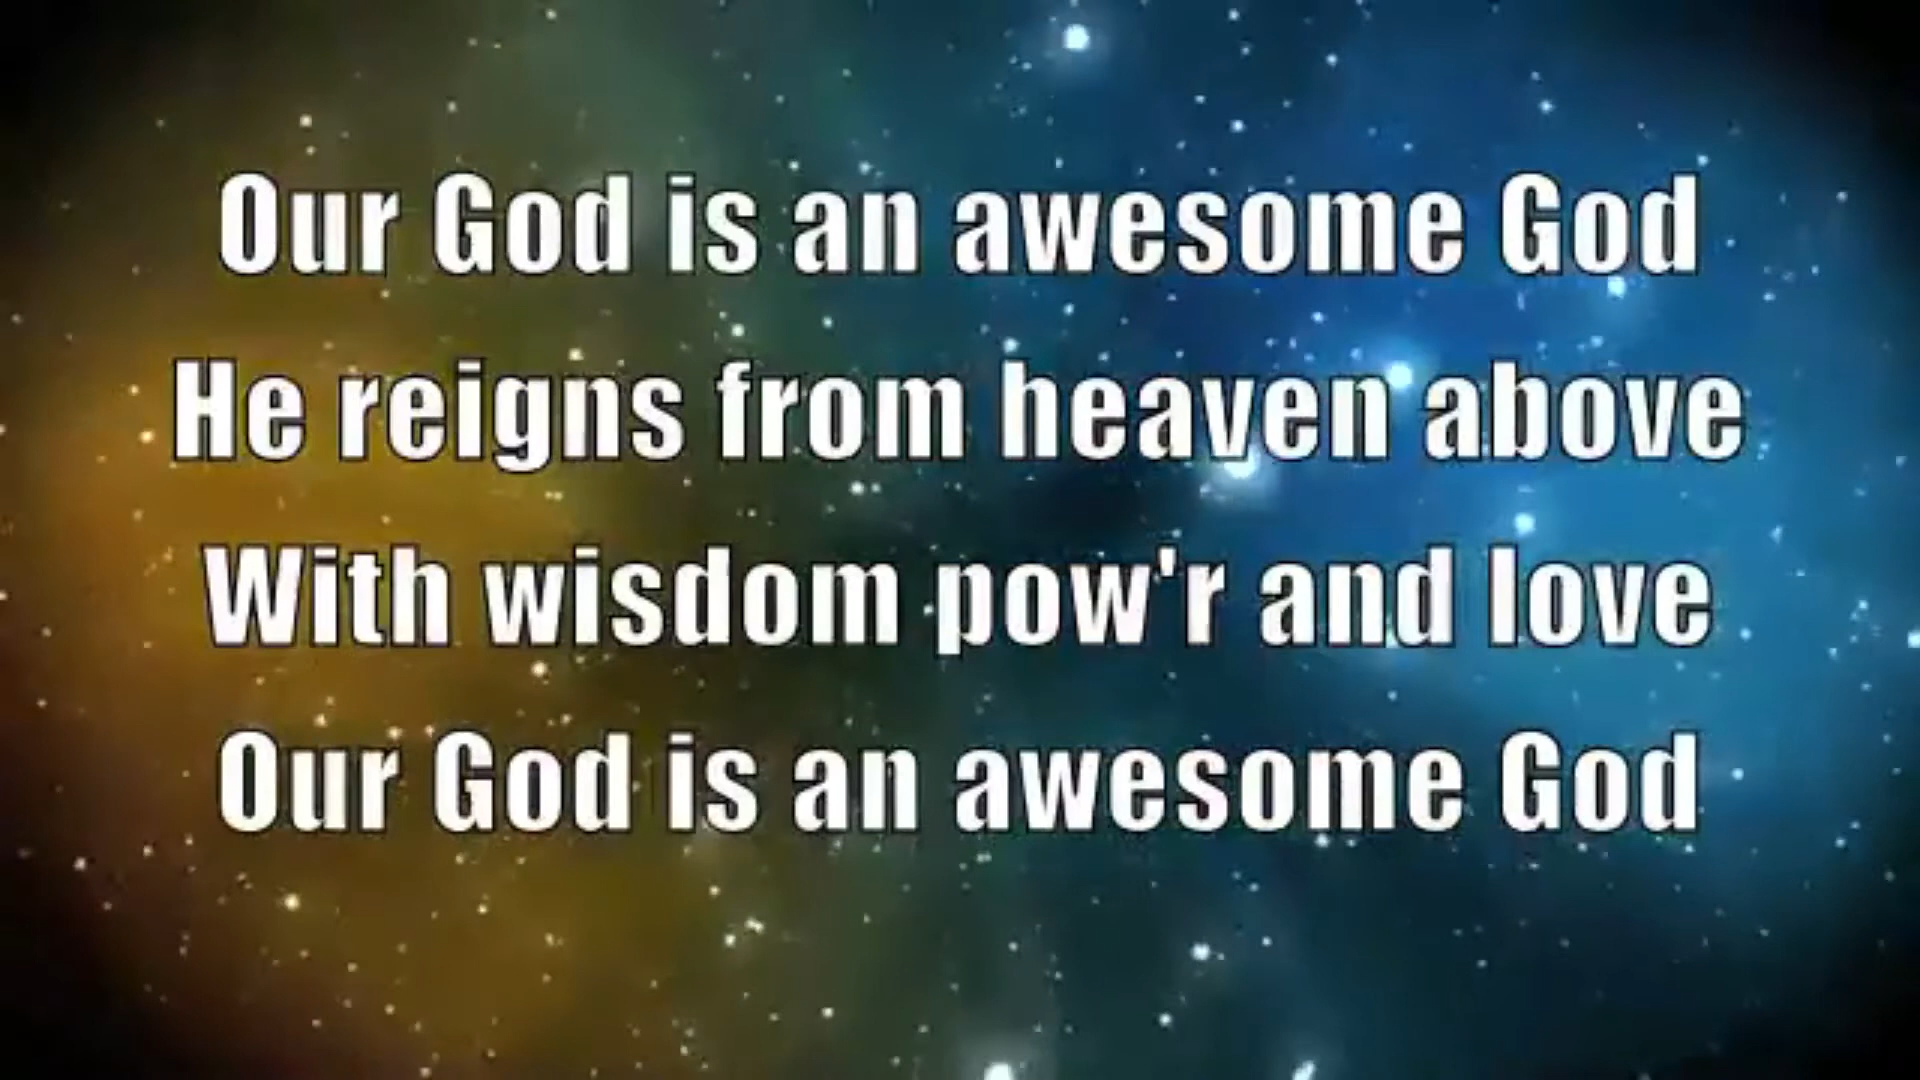 Our God is an awesome God
He reigns from heaven above
With wisdom pow'r and love
Our God is an awesome God